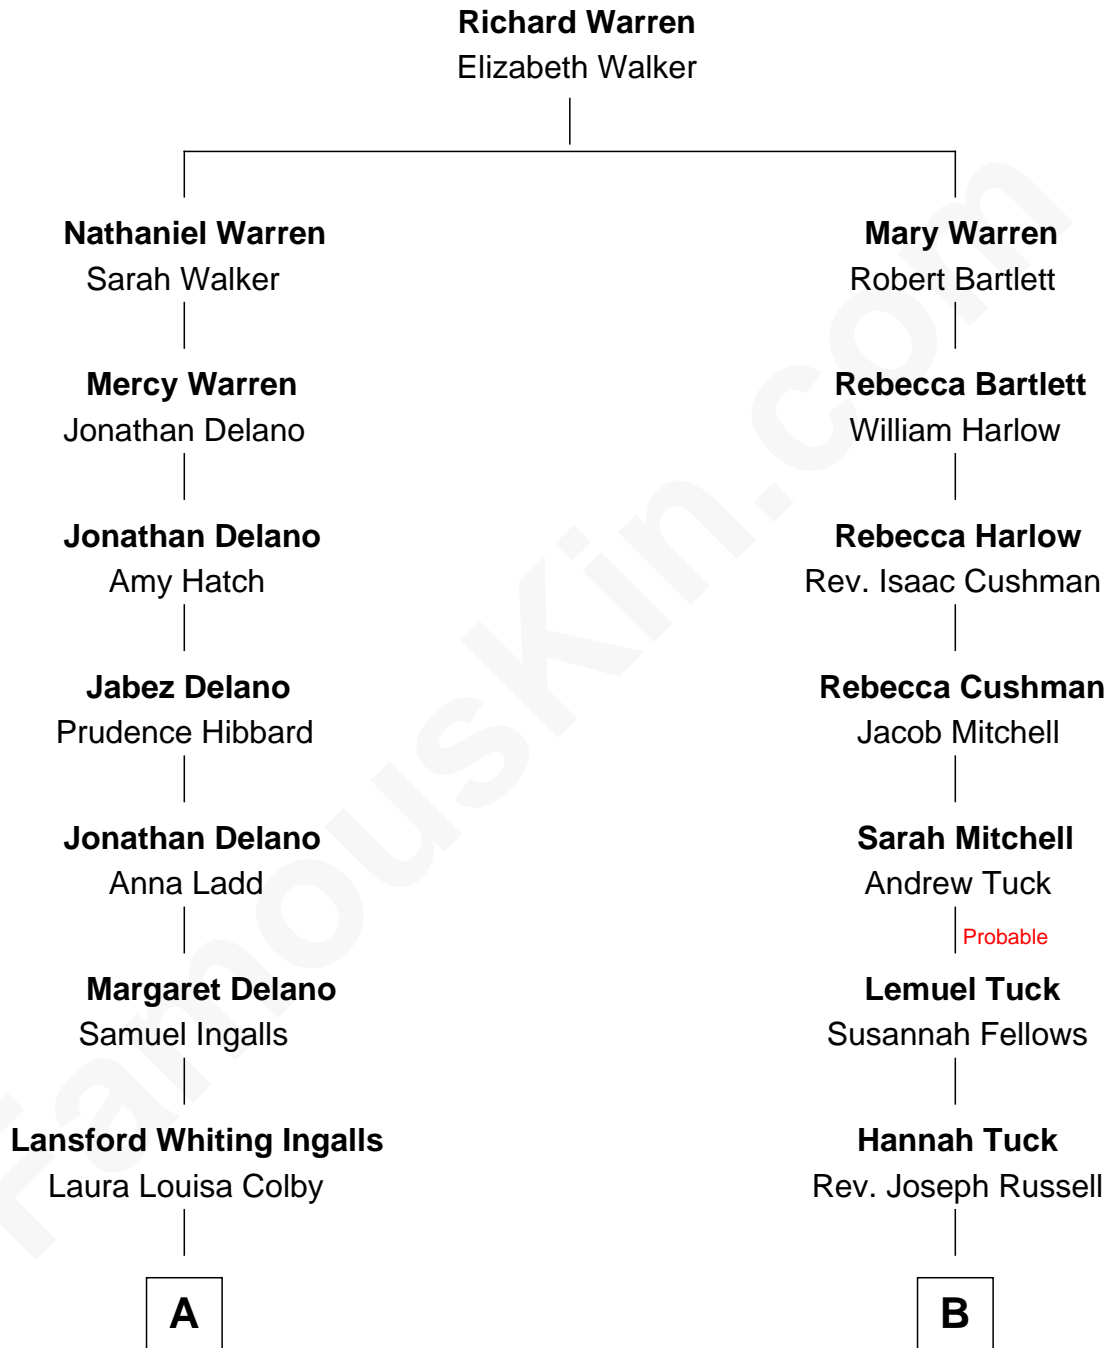 Richard Warren
Elizabeth Walker
Nathaniel Warren
Sarah Walker
Mary Warren
Robert Bartlett
Mercy Warren
Jonathan Delano
Rebecca Bartlett
William Harlow
Jonathan Delano
Amy Hatch
Rebecca Harlow
Rev. Isaac Cushman
Jabez Delano
Prudence Hibbard
Rebecca Cushman
Jacob Mitchell
Jonathan Delano
Anna Ladd
Sarah Mitchell
Andrew Tuck
Probable
Margaret Delano
Samuel Ingalls
Lemuel Tuck
Susannah Fellows
Lansford Whiting Ingalls
Laura Louisa Colby
Hannah Tuck
Rev. Joseph Russell
A
B
FamousKin.com